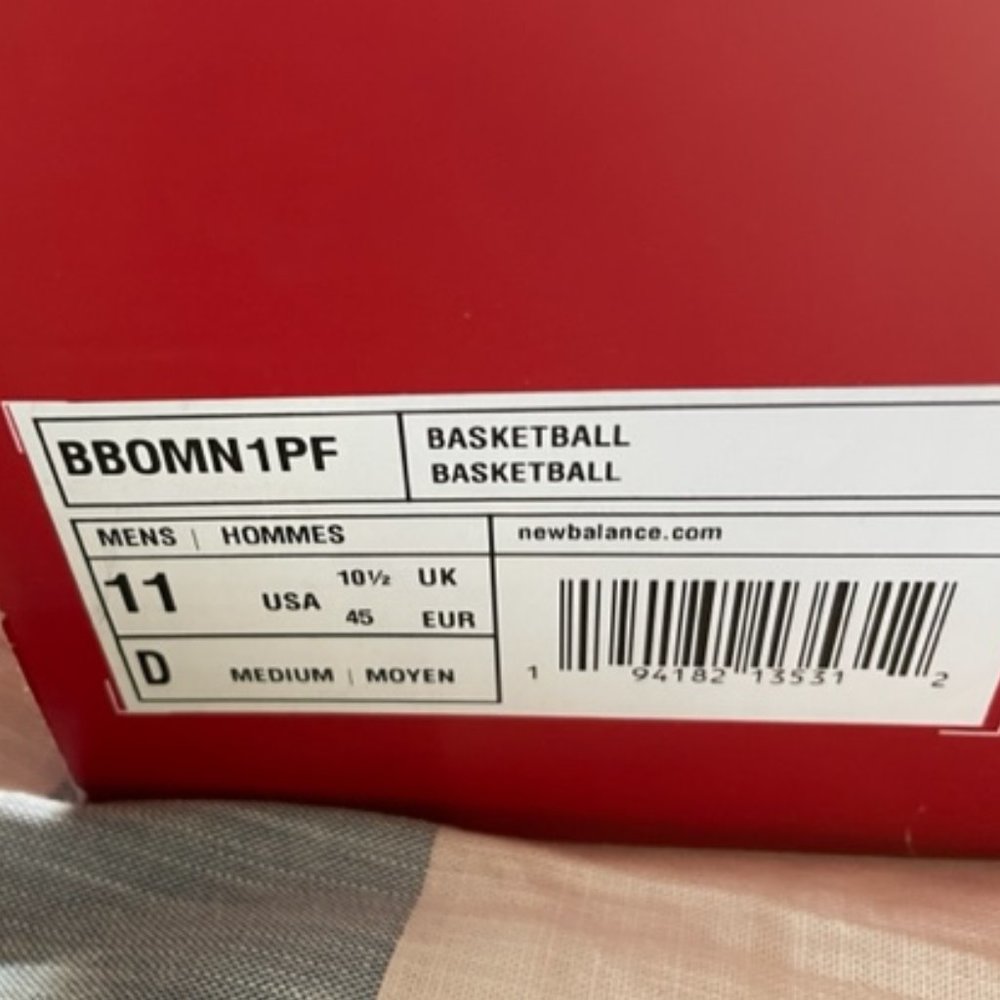 BBOMN1PF
BASKETBALL
BASKETBALL
MENS | HOMMES
newbalance.com
11 USA 10½ UK
45 EUR
D MEDIUM | MOYEN
1 94182 13531 2